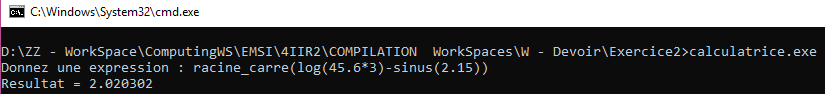 C:\Windows\System32\cmd.exe
D:\ZZ - WorkSpace\ComputingWS\EMSI\4IIR2\COMPILATION  WorkSpaces\W - Devoir\Exercice2>calculatrice.exe
Donnez une expression : racine_carre(log(45.6*3)-sinus(2.15))
Resultat = 2.020302